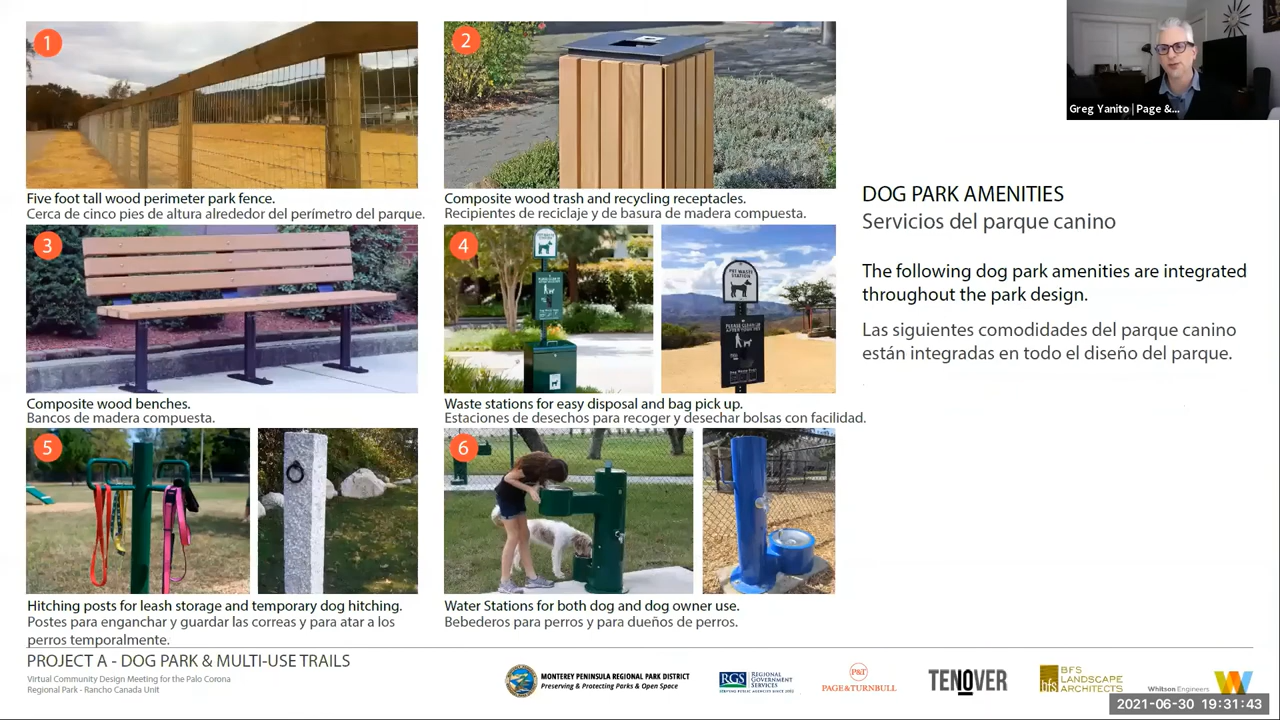 1
Five foot tall wood perimeter park fence.
Cerca de cinco pies de altura alrededor del perímetro del parque.
2
Composite wood trash and recycling receptacles.
Recipientes de reciclaje y de basura de madera compuesta.
3
Composite wood benches.
Bancos de madera compuesta.
4
PET WASTE
STATION
Waste stations for easy disposal and bag pick up.
Estaciones de desechos para recoger y desechar bolsas con facilidad.
5
Hitching posts for leash storage and temporary dog hitching.
Postes para enganchar y guardar las correas y para atar a los
perros temporalmente.
6
Water Stations for both dog and dog owner use.
Bebederos para perros y para dueños de perros.
Greg Yanito | Page &...
DOG PARK AMENITIES
Servicios del parque canino
The following dog park amenities are integrated
throughout the park design.
Las siguientes comodidades del parque canino
están integradas en todo el diseño del parque.
PROJECT A - DOG PARK & MULTI-USE TRAILS
Virtual Community Design Meeting for the Palo Corona
Regional Park - Rancho Canada Unit
MONTEREY PENINSULA REGIONAL PARK DISTRICT
Preserving & Protecting Parks & Open Space
RGS
REGIONAL
GOVERNMENT
SERVICES
SERVING PUBLIC AGENCIES SINCE 2002
P&T
PAGE&TURNBULL
TENOVER
bfs
BFS
LANDSCAPE
ARCHITECTS
Whitson Engineers
2021-06-30 19:31:43